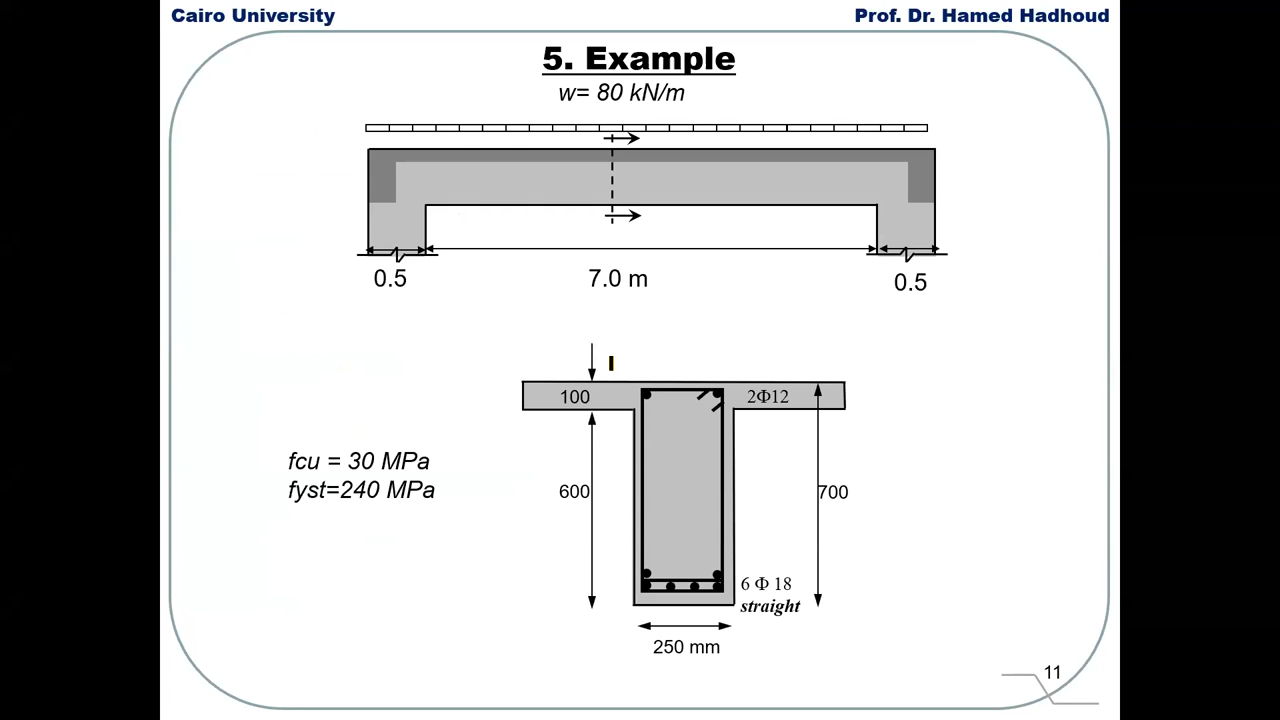 Cairo University
Prof. Dr. Hamed Hadhoud
5. Example
w= 80 kN/m
0.5
7.0 m
0.5
100
2Φ12
fcu = 30 MPa
fyst=240 MPa
600
700
6 Φ 18
straight
250 mm
11